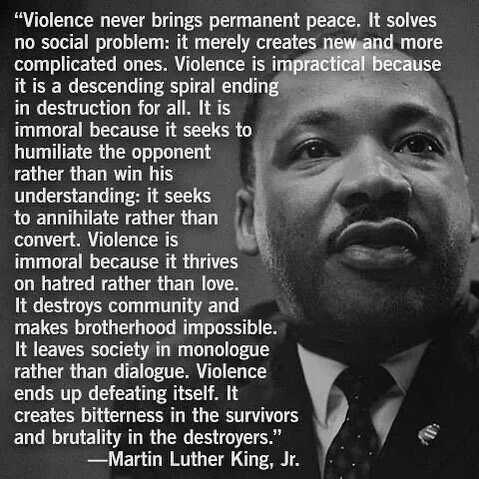 “Violence never brings permanent peace. It solves
no social problem: it merely creates new and more
complicated ones. Violence is impractical because
it is a descending spiral ending
in destruction for all. It is
immoral because it seeks to
humiliate the opponent
rather than win his
understanding: it seeks
to annihilate rather than
convert. Violence is
immoral because it thrives
on hatred rather than love.
It destroys community and
makes brotherhood impossible.
It leaves society in monologue
rather than dialogue. Violence
ends up defeating itself. It
creates bitterness in the survivors
and brutality in the destroyers.”
—Martin Luther King, Jr.